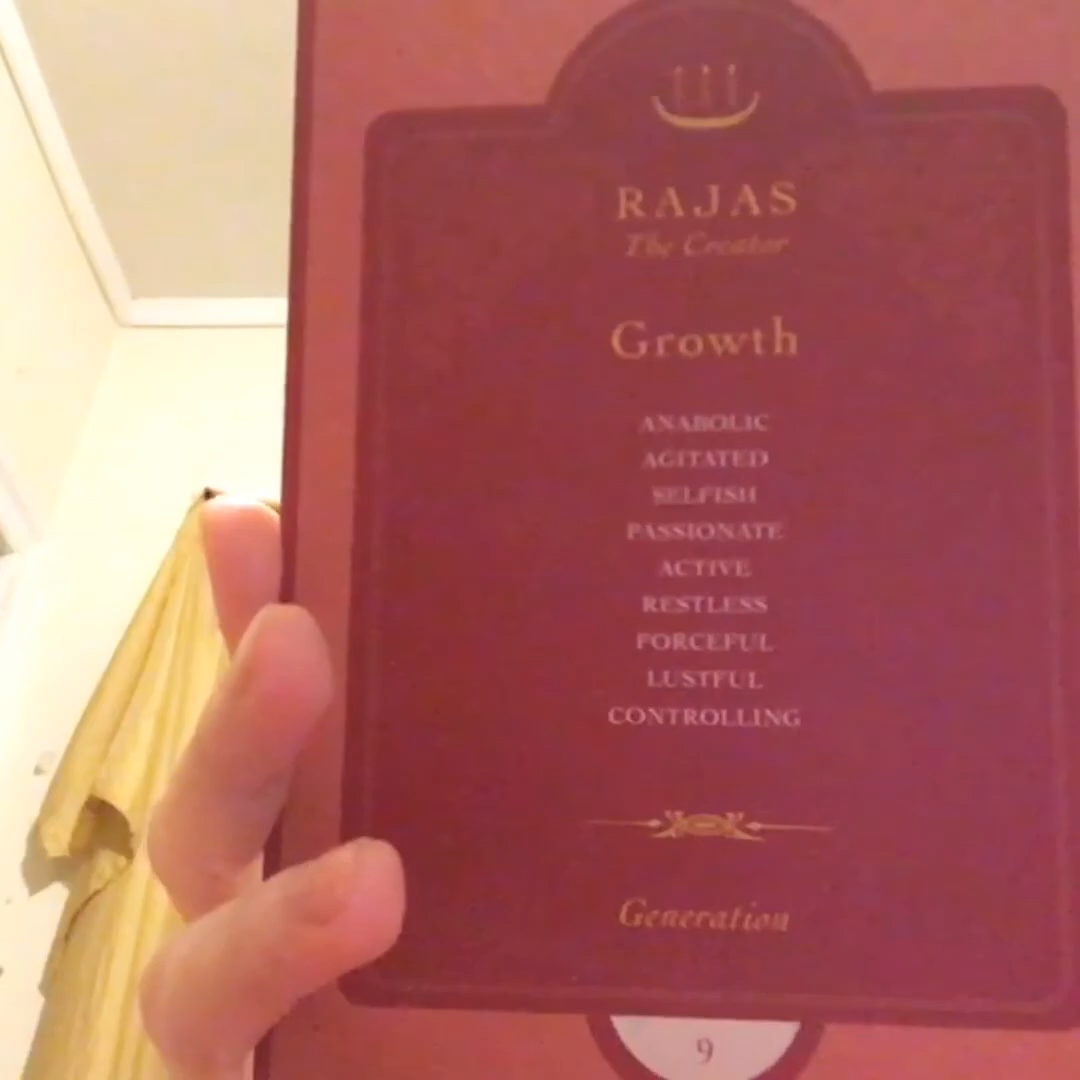 RAJAS
The Creator
Growth
ANABOLIC
AGITATED
SELFISH
PASSIONATE
ACTIVE
RESTLESS
FORCEFUL
LUSTFUL
CONTROLLING
Generation
9